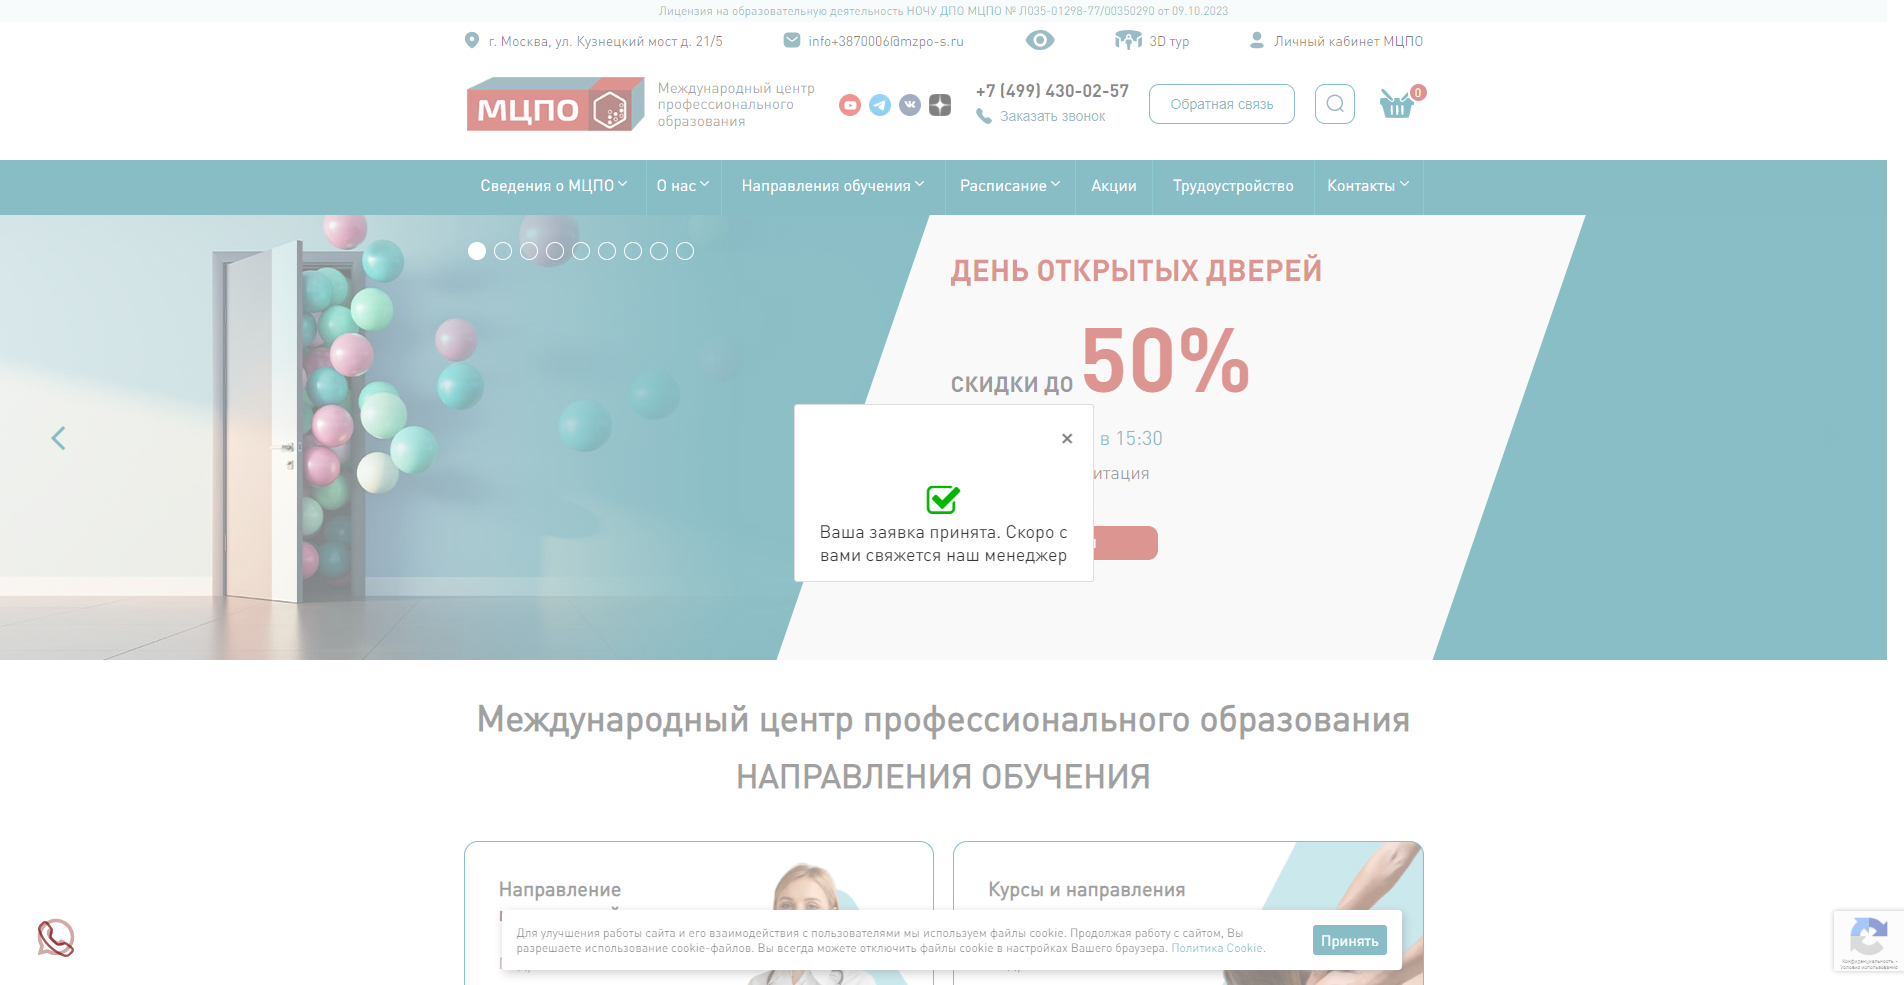 Лицензия на образовательную деятельность НОЧУ ДПО МЦПО № Л035-01298-77/00350290 от 09.10.2023
г. Москва, ул. Кузнецкий мост д. 21/5
info+3870006@mzpo-s.ru
3D тур
Личный кабинет МЦПО
МЦПО
Международный центр
профессионального
образования
+7 (499) 430-02-57
Заказать звонок
Обратная связь
0
Сведения о МЦПО
О нас
Направления обучения
Расписание
Акции
Трудоустройство
Контакты
ДЕНЬ ОТКРЫТЫХ ДВЕРЕЙ
СКИДКИ ДО 50%
в 15:30
итация
×
Ваша заявка принята. Скоро с
вами свяжется наш менеджер
Международный центр профессионального образования
НАПРАВЛЕНИЯ ОБУЧЕНИЯ
Направление
Курсы и направления
Для улучшения работы сайта и его взаимодействия с пользователями мы используем файлы cookie. Продолжая работу с сайтом, Вы
разрешаете использование cookie-файлов. Вы всегда можете отключить файлы cookie в настройках Вашего браузера. Политика Cookie.
Принять
Конфиденциальность -
Условия использования